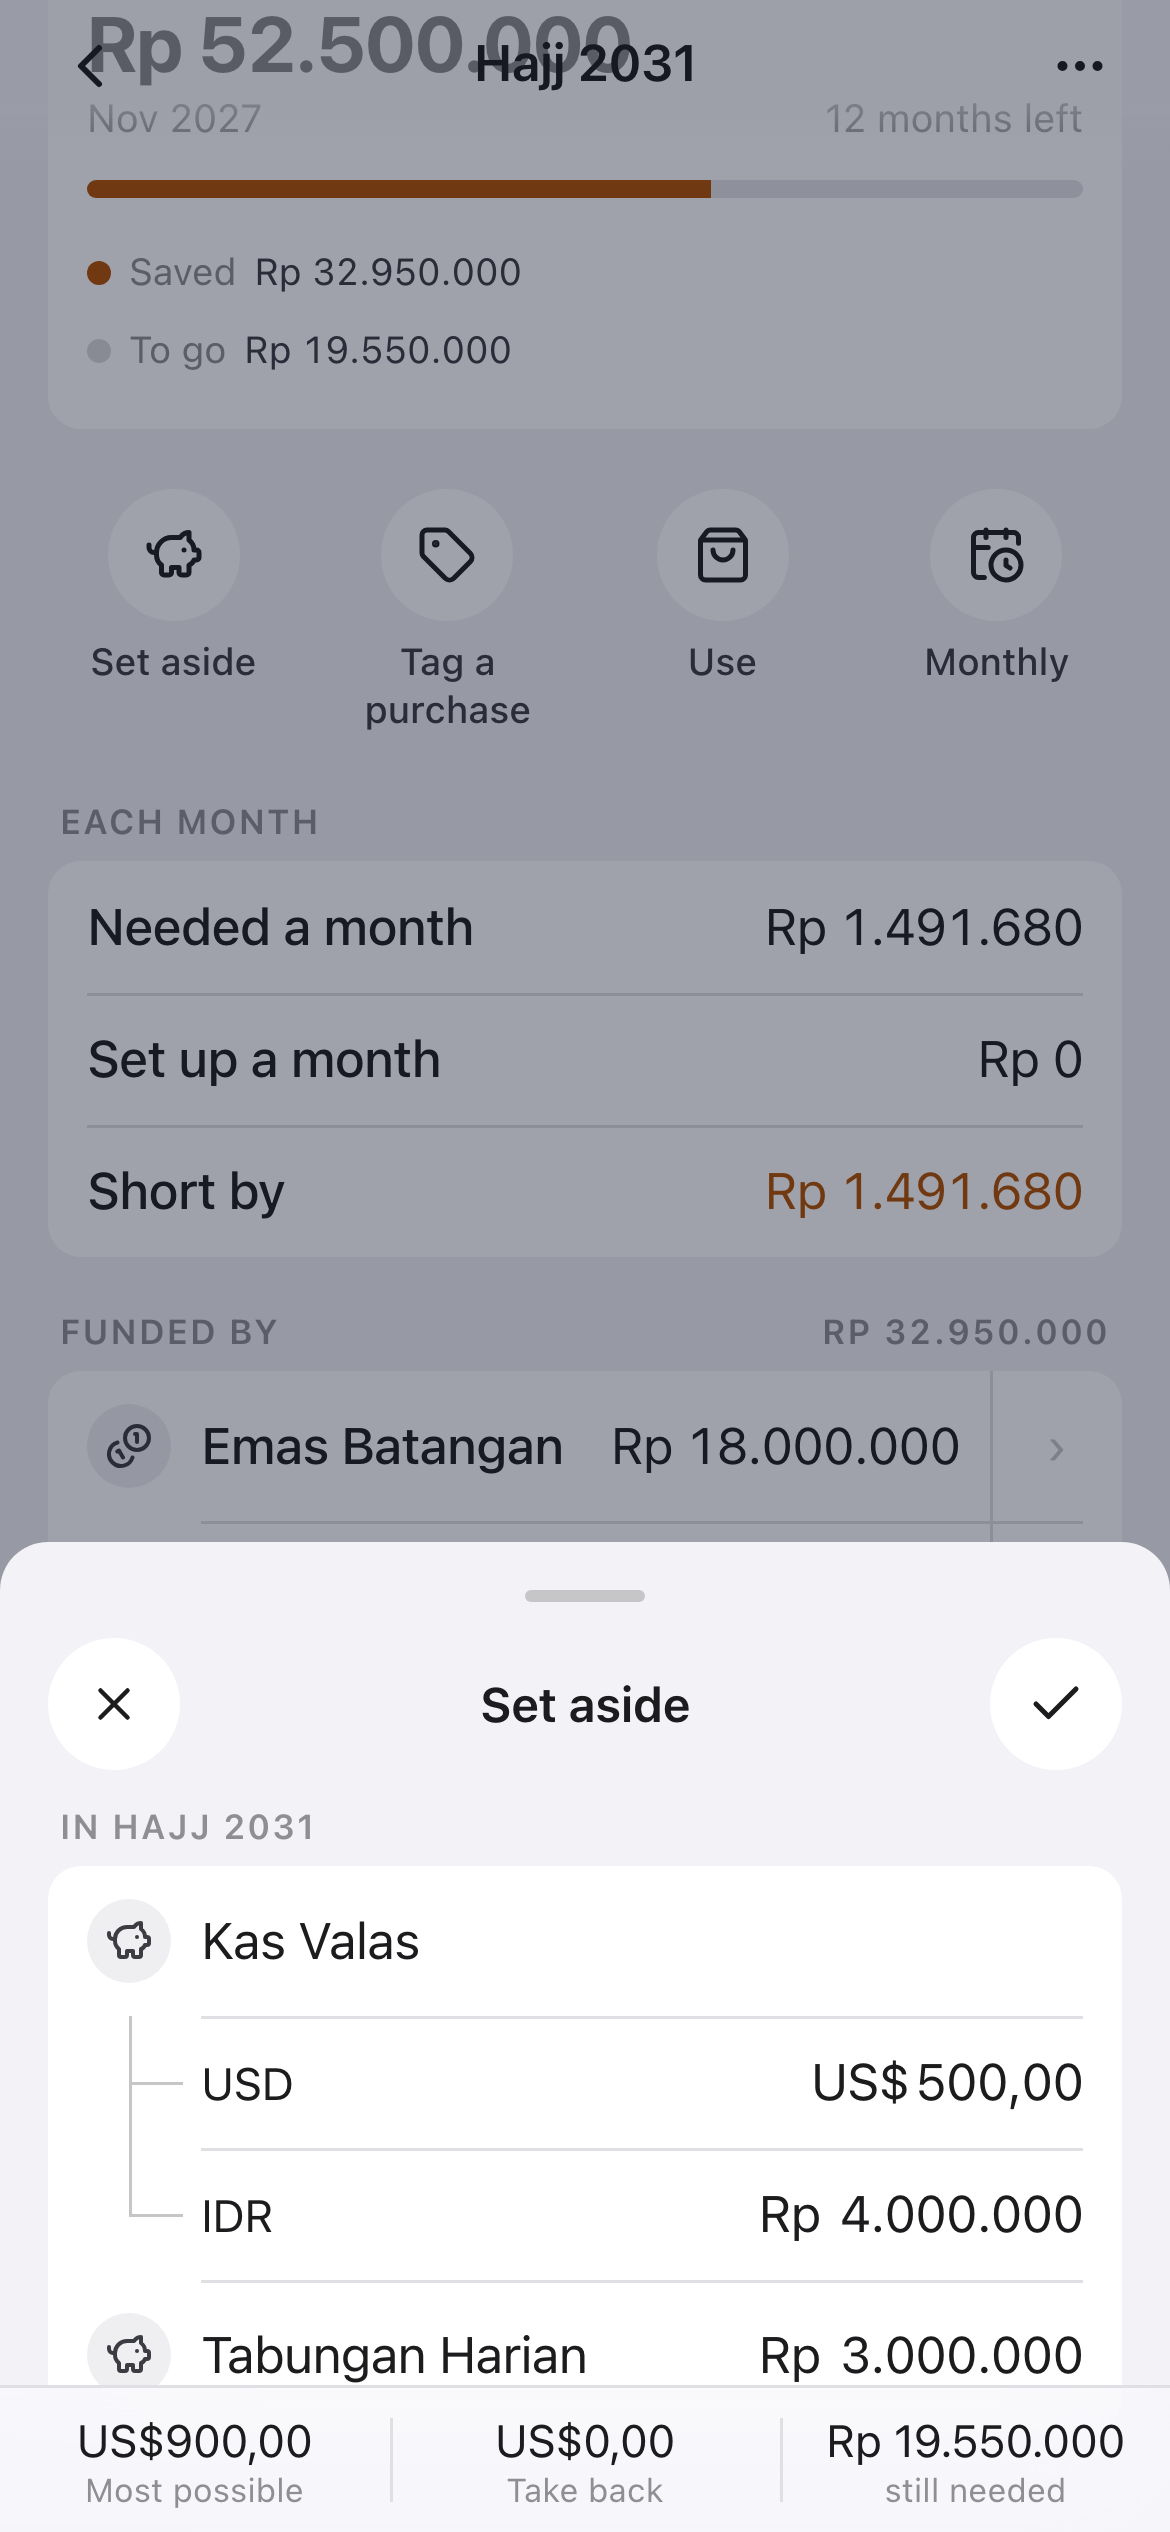 Rp 52.500.000
Hajj 2031
Nov 2027
12 months left
Saved Rp 32.950.000
To go Rp 19.550.000
Set aside
Tag a
purchase
Use
Monthly
EACH MONTH
Needed a month Rp 1.491.680
Set up a month Rp 0
Short by Rp 1.491.680
FUNDED BY RP 32.950.000
Emas Batangan Rp 18.000.000
Set aside
IN HAJJ 2031
Kas Valas
USD US$500,00
IDR Rp 4.000.000
Tabungan Harian Rp 3.000.000
US$900,00
Most possible
US$0,00
Take back
Rp 19.550.000
still needed